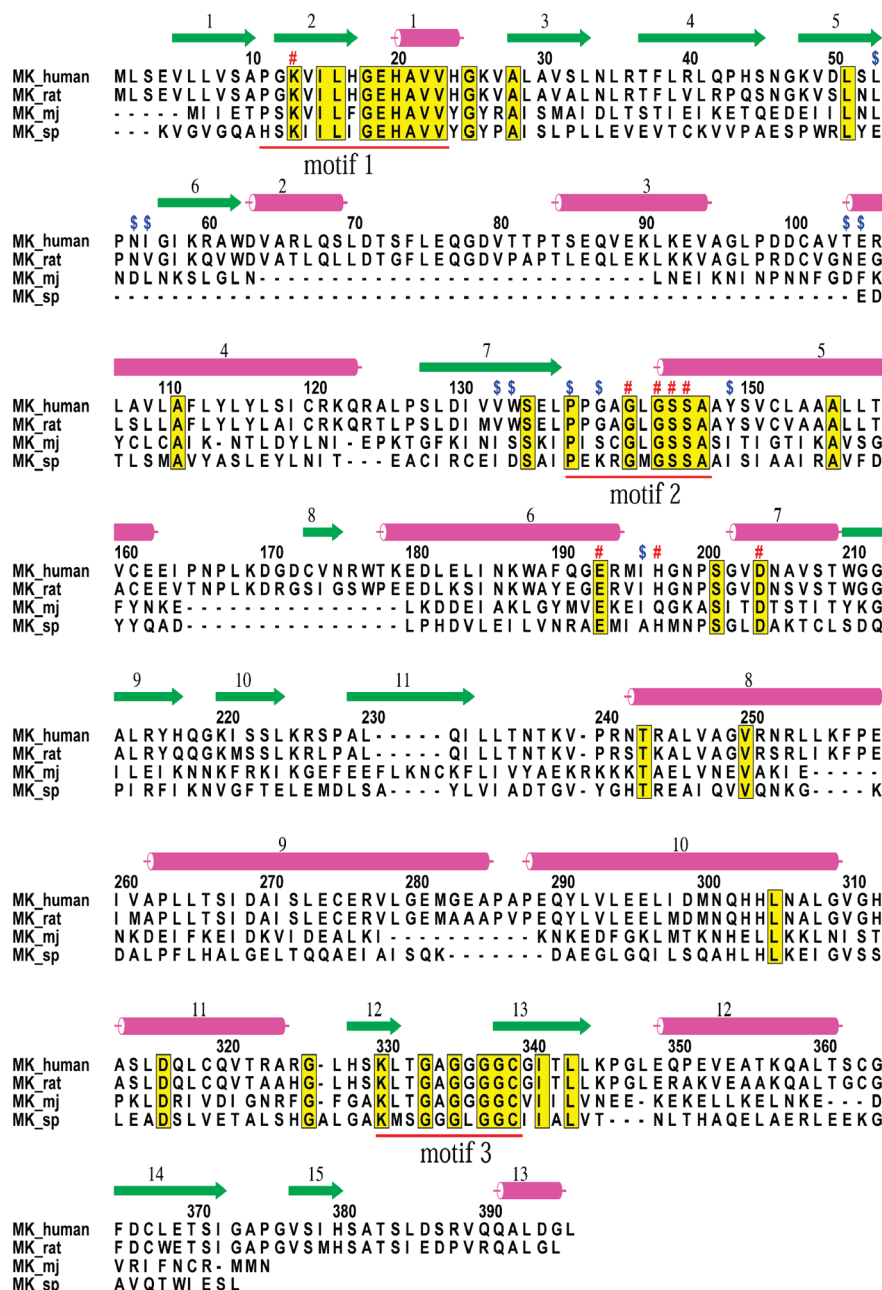 1 2 1 3 4 5
10 20 30 40 50
# $
MK_human MLSEVLLVSAPGKVILHGEHAVVHGKVALAVSLNLRTFLRLQPHSNGKVDLSL
MK_rat MLSEVLLVSAPGKVILHGEHAVVHGKVALAVALNLRTFLVLRPQSNGKVSLNL
MK_mj -----MIIETPSKVILFGEHAVVYGYRAISMAIDLTSTIEIKETQEDEIILNL
MK_sp ---KVGVGQAHSKIILIGEHAVVYGYPAISLPLLEVEVTCKVVPAESPWRLYE
motif 1
6 2 3
$ $ 60 70 80 90 100 $ $
MK_human PNIGIKRAWDVARLQSLDTSFLEQGDVTTPTSEQVEKLKEVAGLPDDCAVTER
MK_rat PNVGIKQVWDVATLQLLDTGFLEQGDVPAPTLEQLEKLKKVAGLPRDCVGNEG
MK_mj NDLNKSLGLN---------------------------LNEIKNINPNNFGDFK
MK_sp ---------------------------------------------------ED
4 7 5
110 120 130 $ $ $ $ # # # # $ 150
MK_human LAVLAFLYLYLSICRKQRALPSLDIVVWSELPPGAGLGSSAAYSVCLAAALLT
MK_rat LSLLAFLYLYLAICRKQRTLPSLDIMVWSELPPGAGLGSSAAYSVCVAAALLT
MK_mj YCLCAIK-NTLDYLNI-EPKTGFKINISSKIPISCGLGSSASITIGTIKAVSG
MK_sp TLSMAVYASLEYLNIT---EACIRCEIDSAIPEKRGMGSSAAISIAAIRAVFD
motif 2
8 6 7
160 170 180 190 # $ # 200 # 210
MK_human VCEEIPNPLKDGDCVNRWTKEDLELINKWAFQGERMIHGNPSGVDNAVSTWGG
MK_rat ACEEVTNPLKDRGSIGSWPEEDLKSINKWAYEGERVIHGNPSGVDNSVSTWGG
MK_mj FYNKE---------------LKDDEIAKLGYMVEKEIQGKASITDTSTITYKG
MK_sp YYQAD---------------LPHDVLEILVNRAEMIAHMNPSGLDAKTCLSDQ
9 10 11 8
220 230 240 250
MK_human ALRYHQGKISSLKRSPAL----QILLTNTKV-PRNTRALVAGVRNRLLKFPE
MK_rat ALRYQQGKMSSLKRLPAL----QILLTNTKV-PRSTKALVAGVRSRLIKFPE
MK_mj ILEIKNNKFRKIKGEFEEFLKNCKFLIVYAEKRKKKTAELVNEVAKIE-----
MK_sp PIRFIKNVGFTELEMDLSA----YLVIADTGV-YGHTREAIQVVQNKG----K
9 10
260 270 280 290 300 310
MK_human IVAPLLTSIDAISLECERVLGEMGEAPAPEQYLVLEELIDMNQHHLNALGVGH
MK_rat IMAPLLTSIDAISLECERVLGEMAAAPVPEQYLVLEELMDMNQHHLNALGVGH
MK_mj NKDEIFKEIDKVIDEALKI----------KNKEDFGKLMTKNHELLKKLNIST
MK_sp DALPFLHALGELTQQAEIAISQK-------DAEGLGQILSQAHLHLKEIGVSS
11 12 13 12
320 330 340 350 360
MK_human ASLDQLCQVTRARG-LHSKLTGAGGGGCGITLLKPGLEQPEVEATKQALTSCG
MK_rat ASLDQLCQVTAAHG-LHSKLTGAGGGGCGITLLKPGLERAKVEAAKQALTGCG
MK_mj PKLDRIVDIGNRFG-FGAKLTGAGGGGCVIILVNEE-KEKELLKELNKE---D
MK_sp LEADSLVETALSHGALGAKMSGGGLGGCIIALVT---NLTHAQELAERLEEKG
motif 3
14 15 13
370 380 390
MK_human FDCLETSIGAPGVSIHSATSLDSRVQQALDGL
MK_rat FDCWETSIGAPGVSMHSATSIEDPVRQALGL
MK_mj VRIFNCR-MMN
MK_sp AVQTWIESL